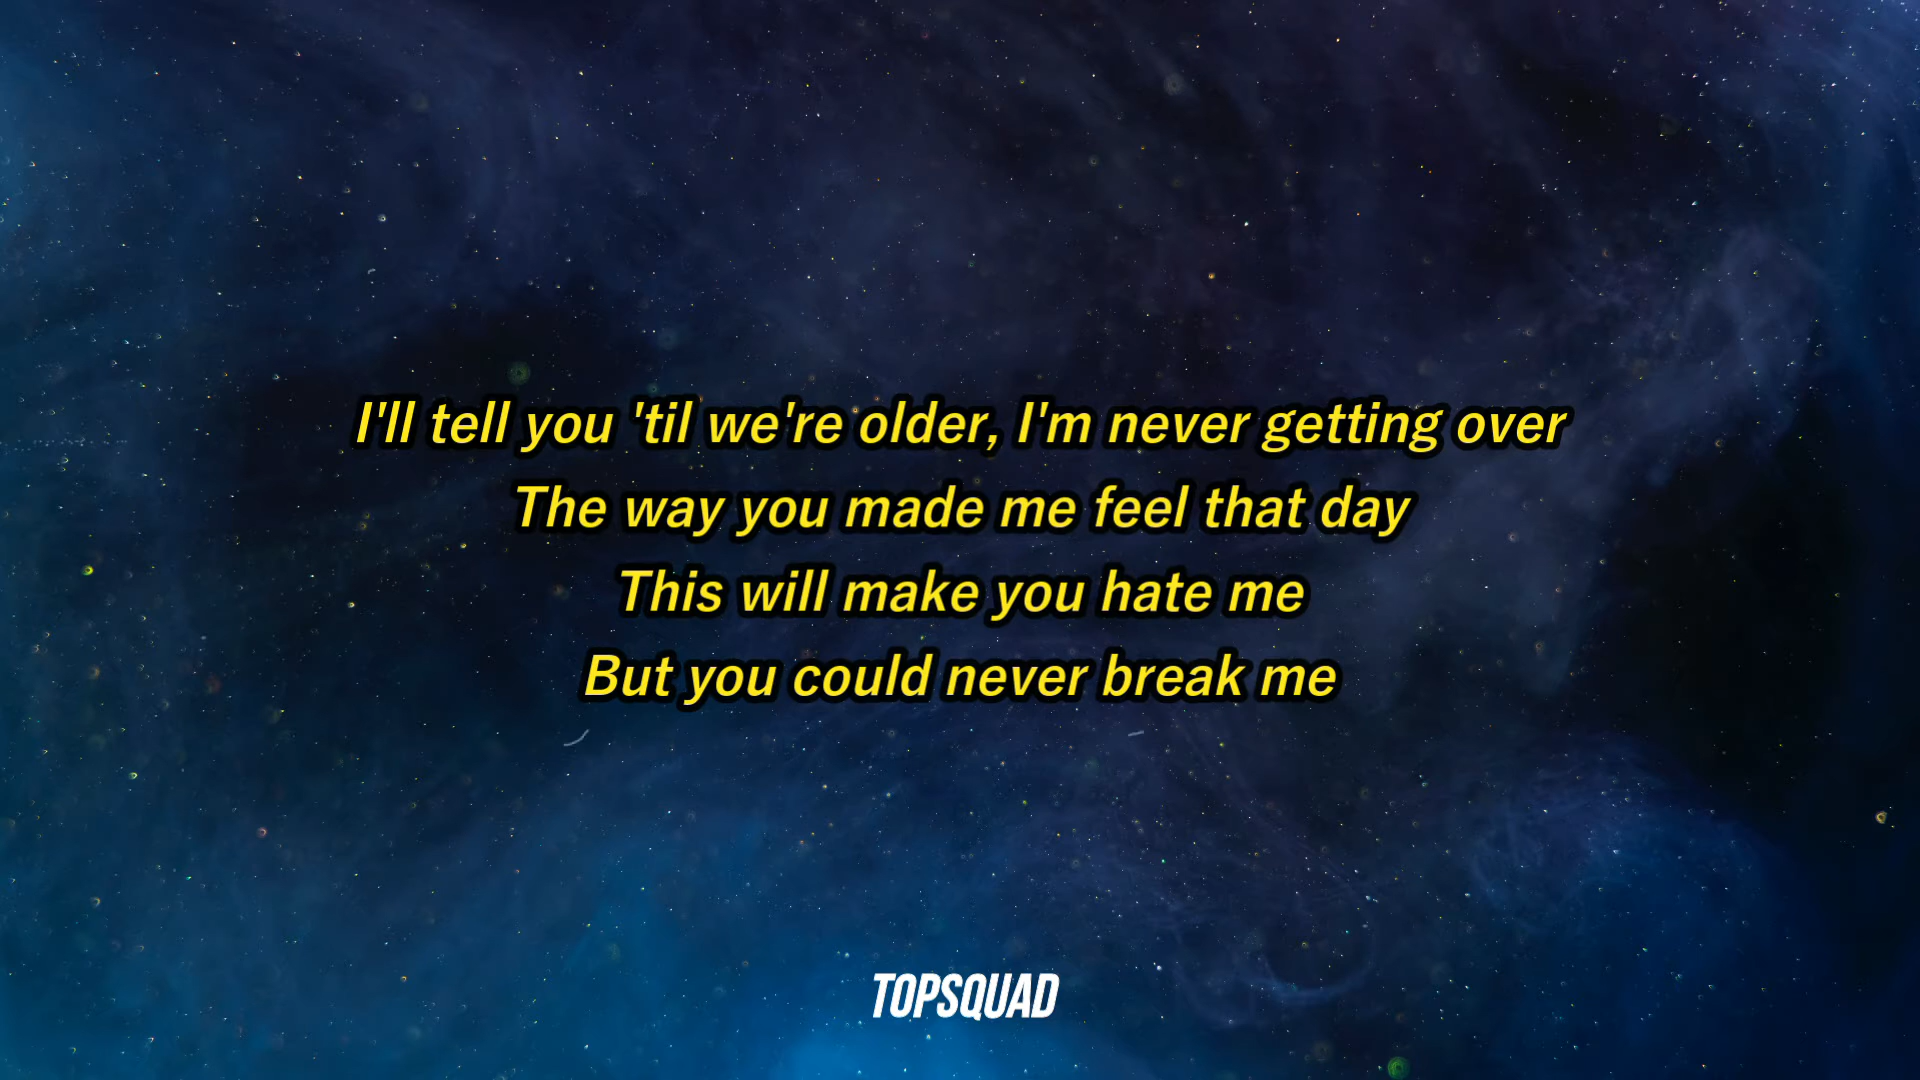 I'll tell you 'til we're older, I'm never getting over
The way you made me feel that day
This will make you hate me
But you could never break me
TOPSQUAD